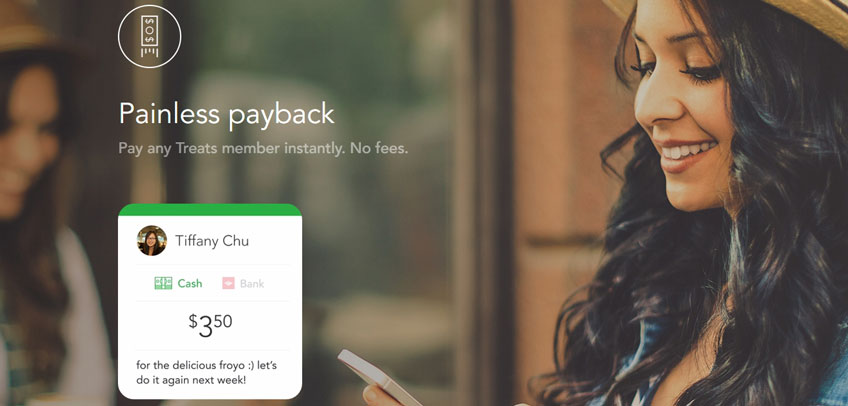 $O$
Painless payback
Pay any Treats member instantly. No fees.
Tiffany Chu
Cash
Bank
$3.50
for the delicious froyo :) let's
do it again next week!